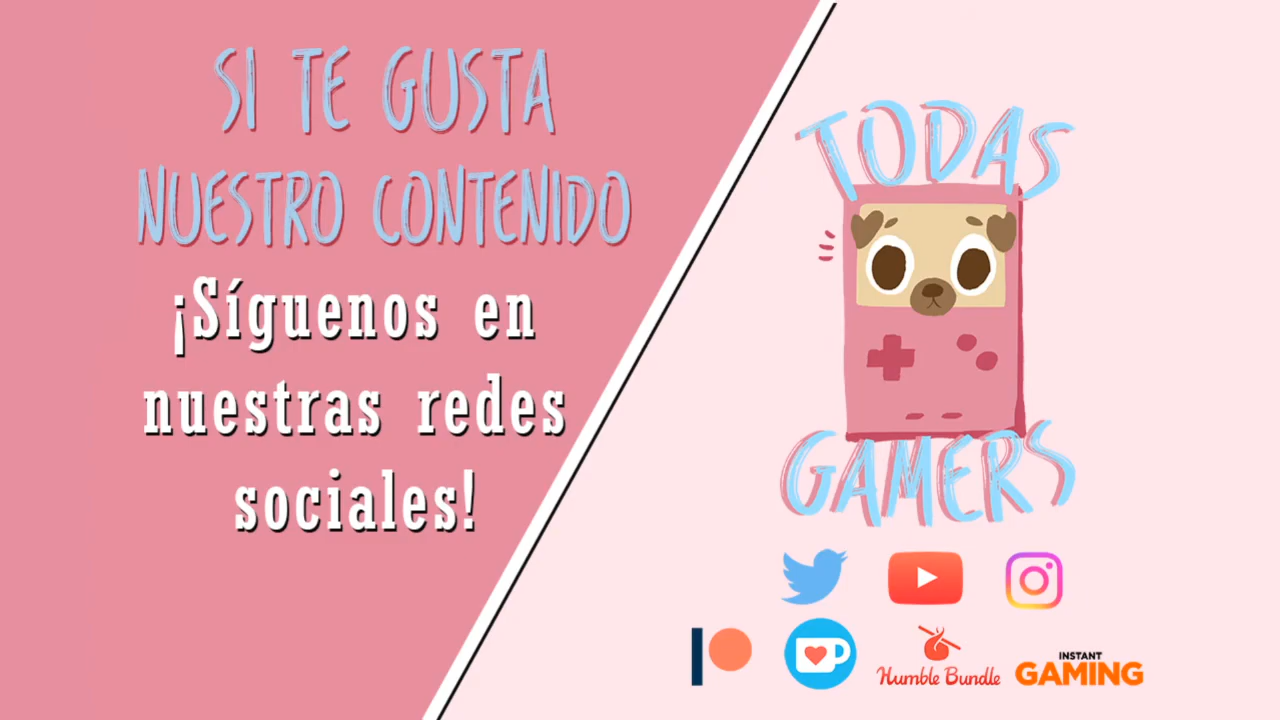 SI TE GUSTA
NUESTRO CONTENIDO
¡Síguenos en
nuestras redes
sociales!
TODAS
GAMERS
Humble Bundle
INSTANT
GAMING